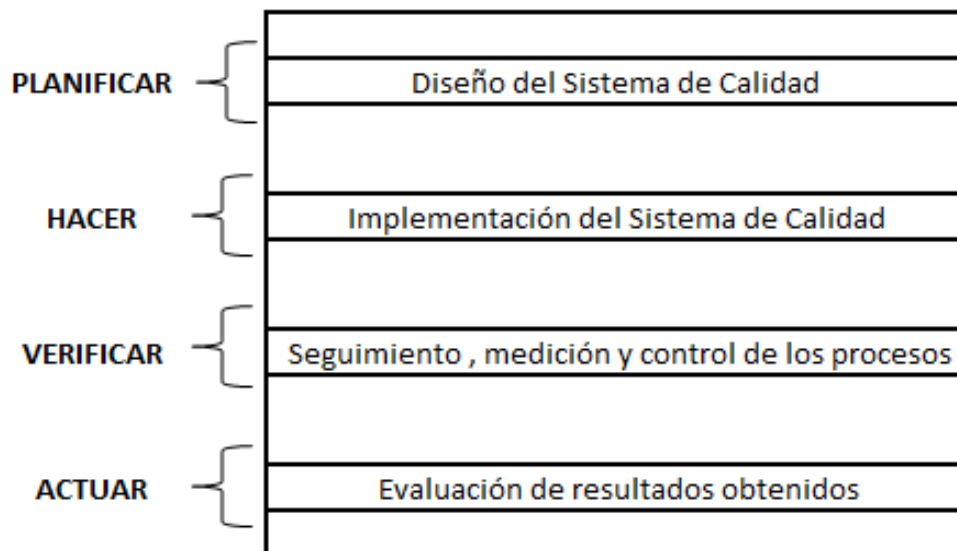 PLANIFICAR
Diseño del Sistema de Calidad
HACER
Implementación del Sistema de Calidad
VERIFICAR
Seguimiento , medición y control de los procesos
ACTUAR
Evaluación de resultados obtenidos